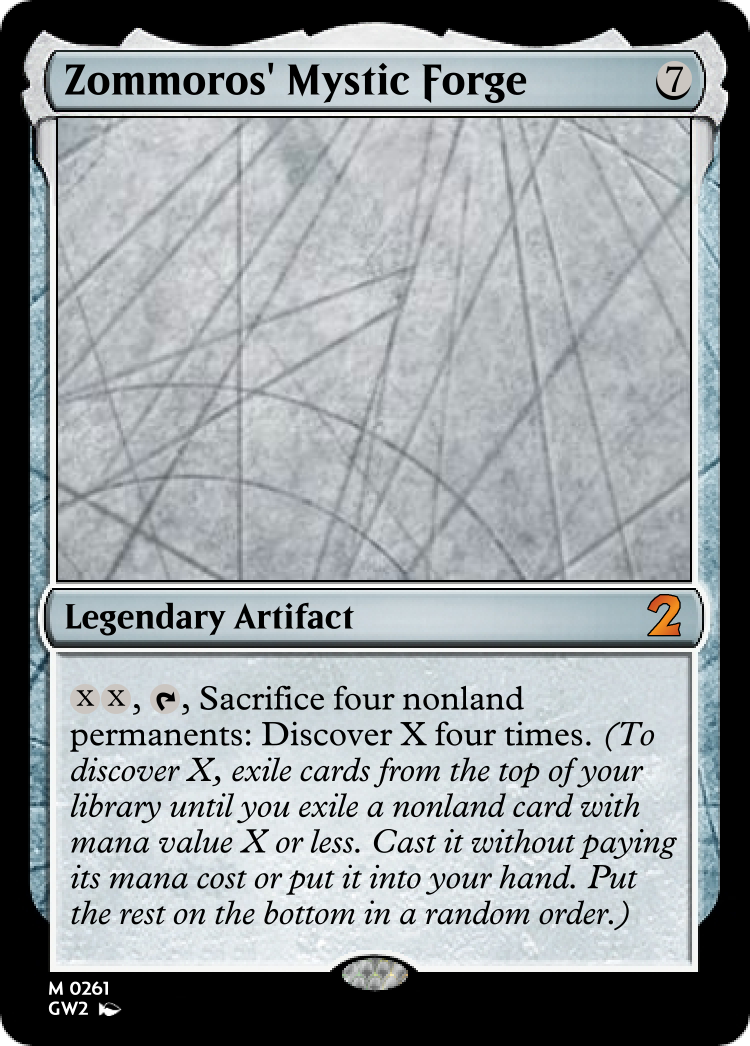 Zommoros' Mystic Forge 7
Legendary Artifact 2
X X, , Sacrifice four nonland
permanents: Discover X four times. (To
discover X, exile cards from the top of your
library until you exile a nonland card with
mana value X or less. Cast it without paying
its mana cost or put it into your hand. Put
the rest on the bottom in a random order.)
M 0261
GW2